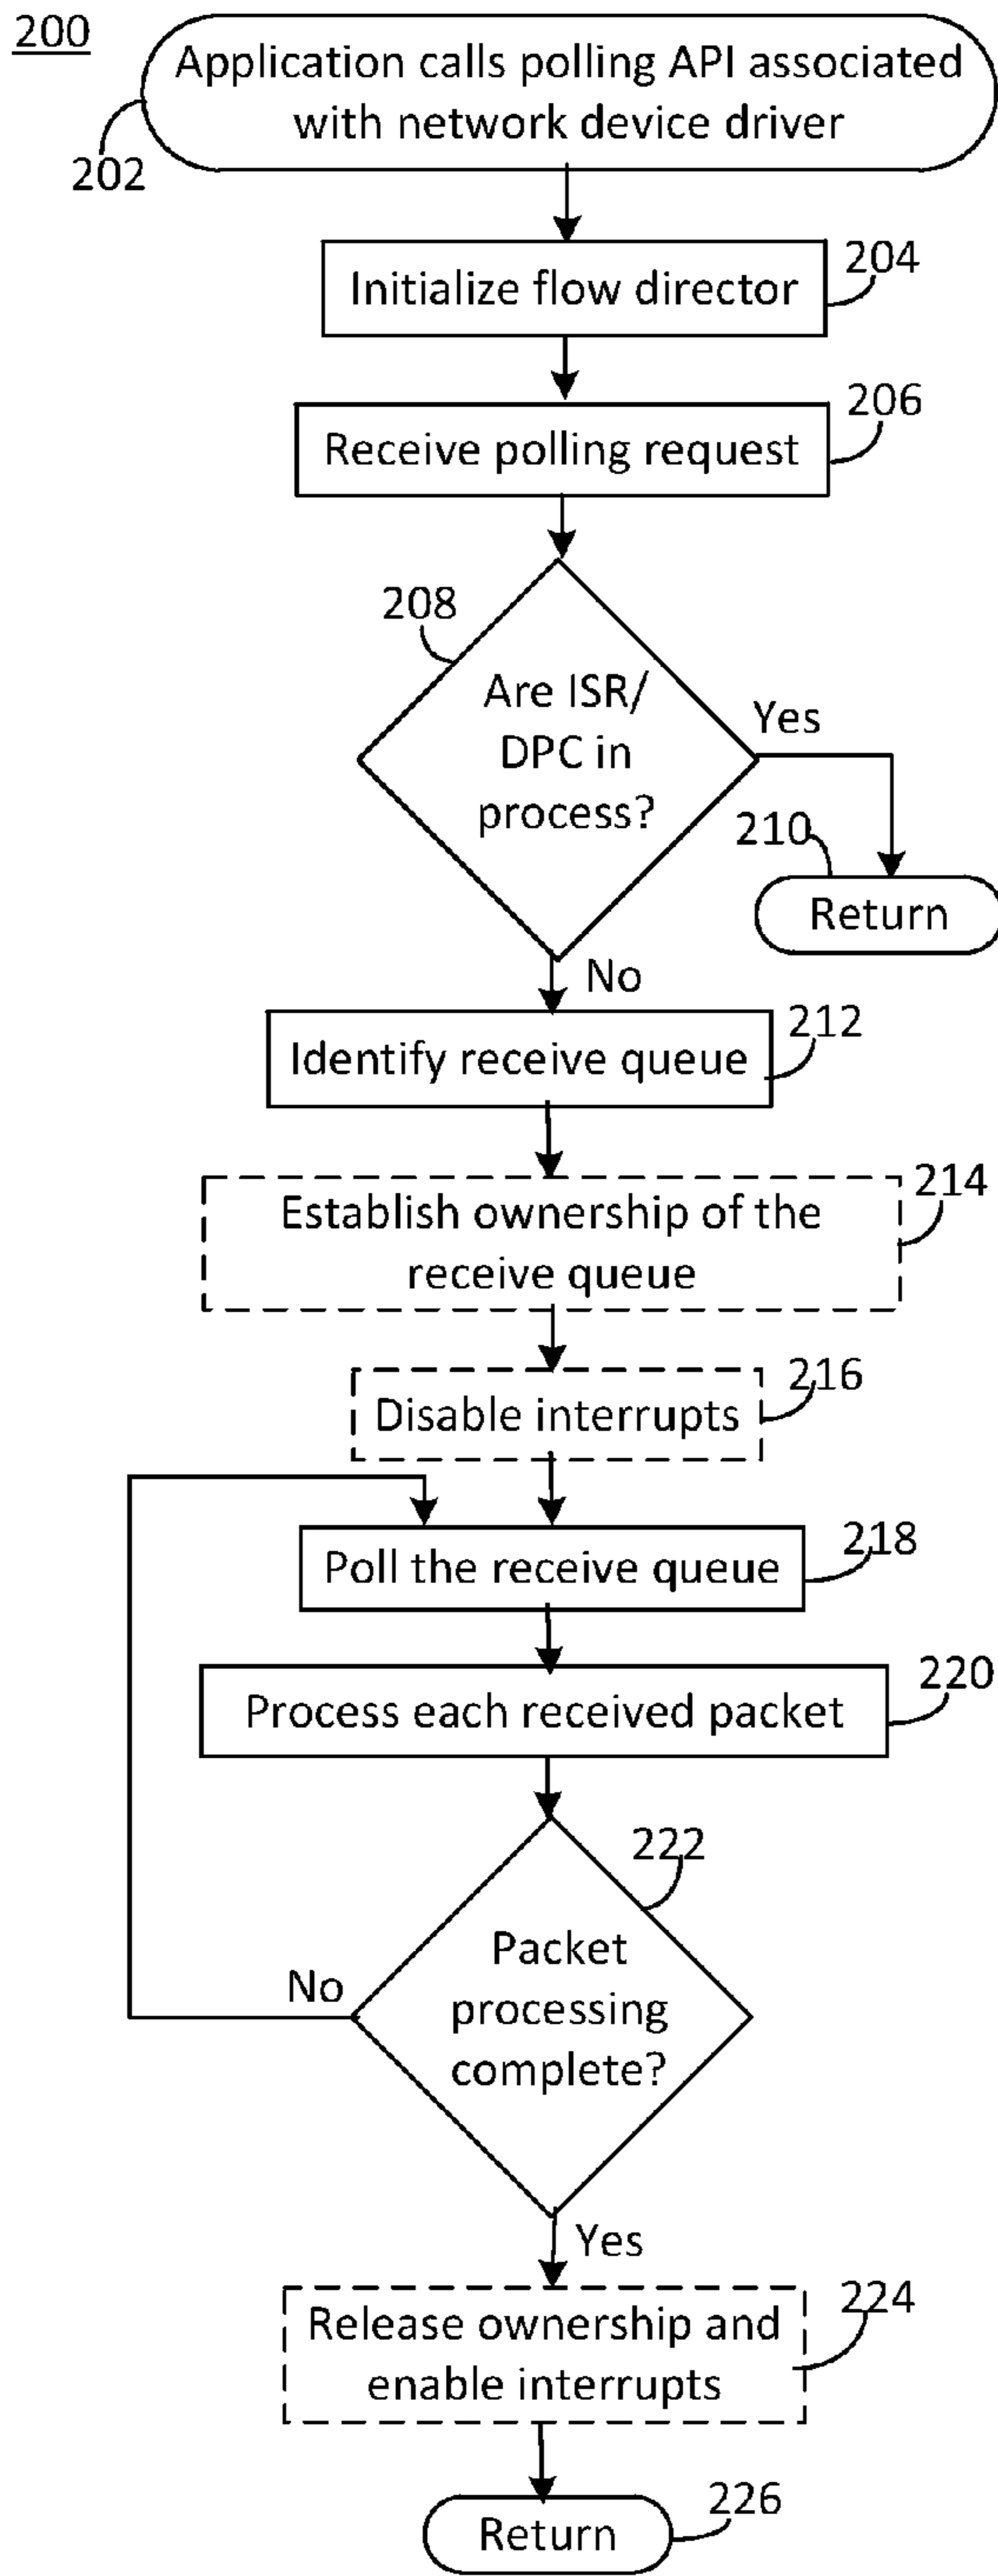 200
Application calls polling API associated
with network device driver
202
Initialize flow director
204
Receive polling request
206
208
Are ISR/
DPC in
process?
Yes
210
Return
No
Identify receive queue
212
Establish ownership of the
receive queue
214
Disable interrupts
216
Poll the receive queue
218
Process each received packet
220
222
Packet
processing
complete?
No
Yes
Release ownership and
enable interrupts
224
Return
226